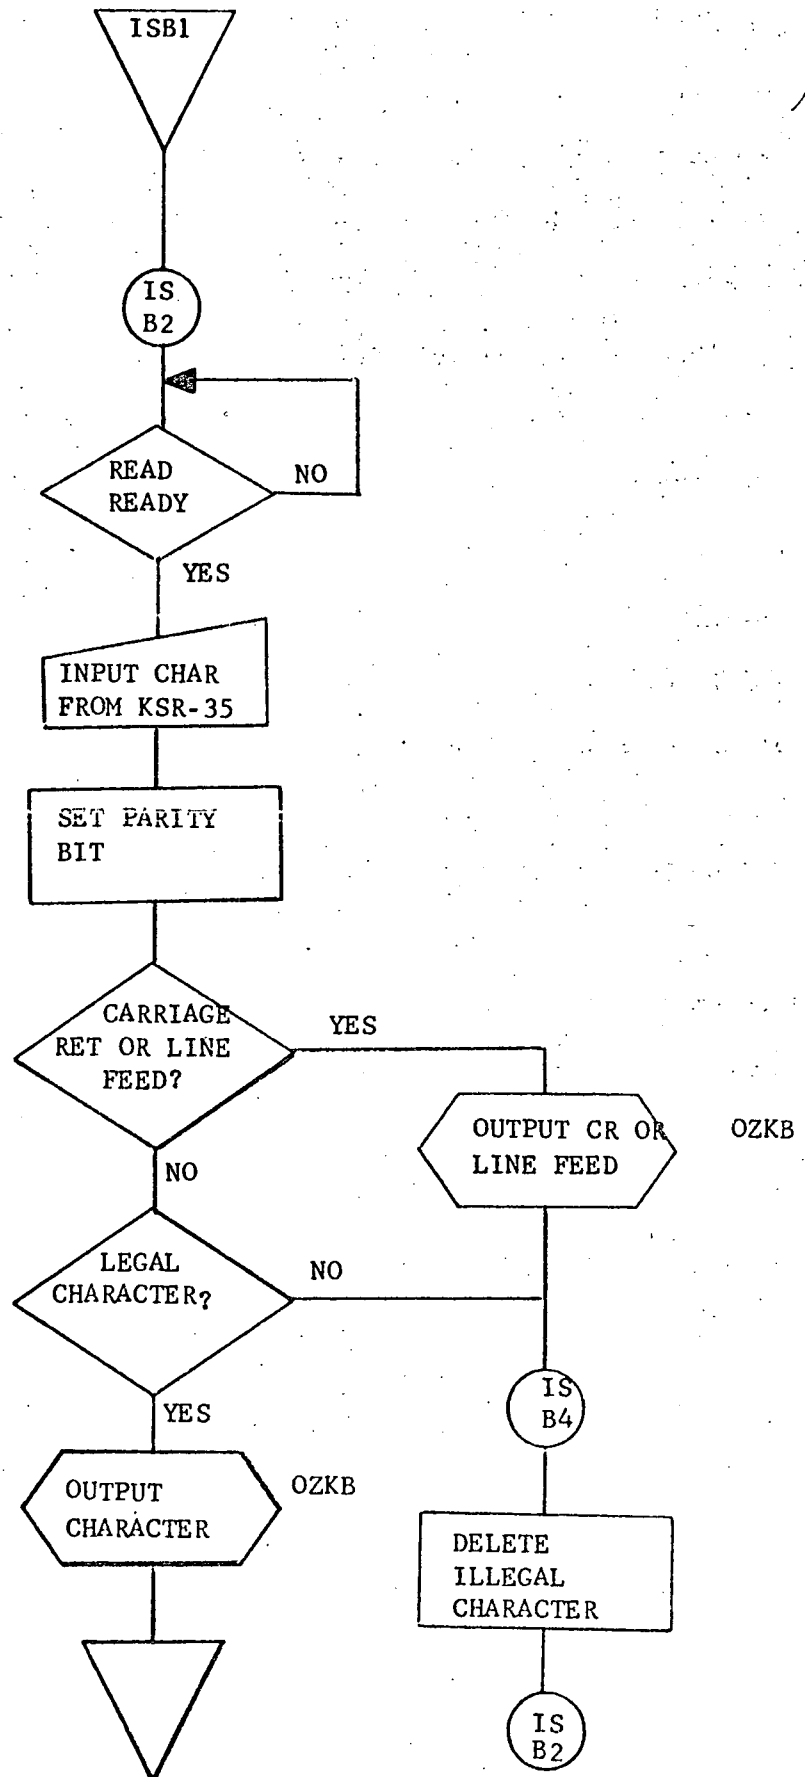 ISB1
IS
B2
READ
READY
NO
YES
INPUT CHAR
FROM KSR-35
SET PARITY
BIT
CARRIAGE
RET OR LINE
FEED?
YES
OUTPUT CR OR
LINE FEED
OZKB
NO
LEGAL
CHARACTER?
NO
IS
B4
YES
OUTPUT
CHARACTER
OZKB
DELETE
ILLEGAL
CHARACTER
IS
B2